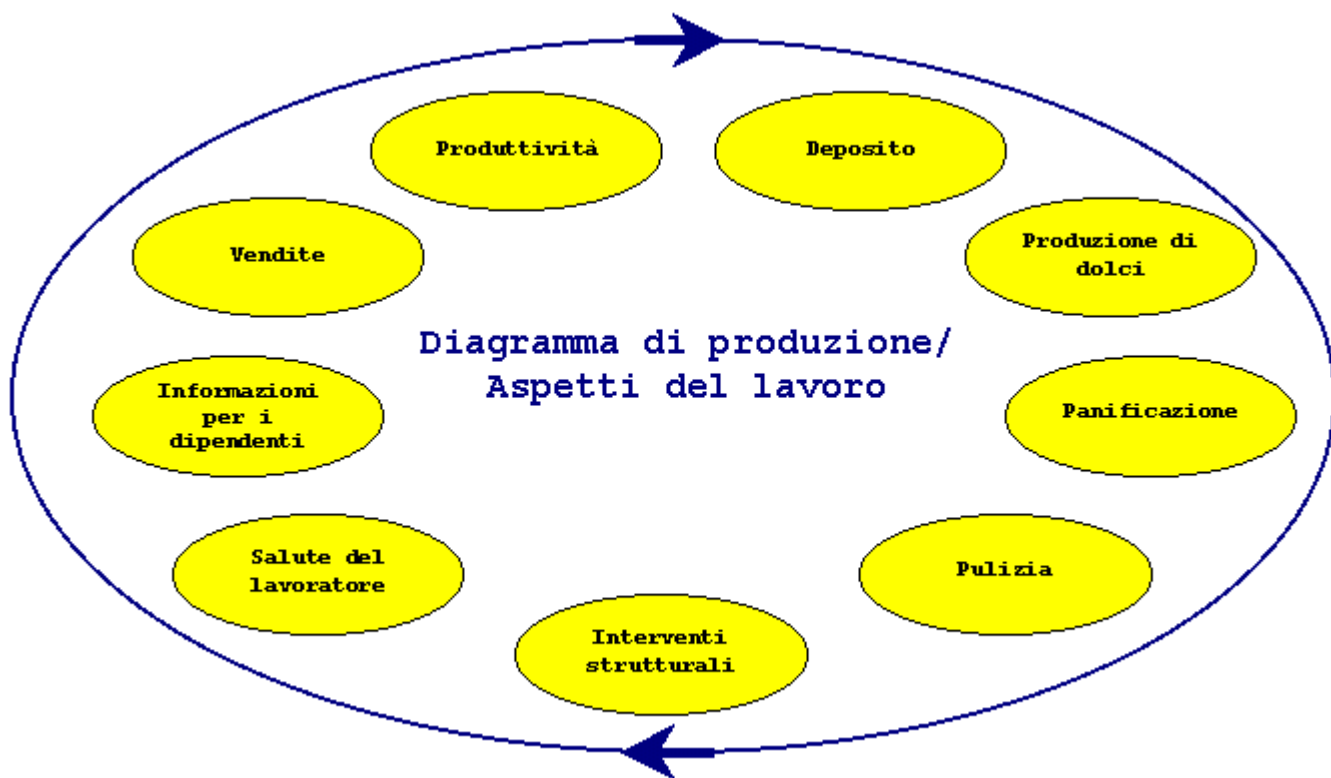 Produttività
Deposito
Vendite
Produzione di
dolci
Diagramma di produzione/
Aspetti del lavoro
Informazioni
per i
dipendenti
Panificazione
Salute del
lavoratore
Pulizia
Interventi
strutturali